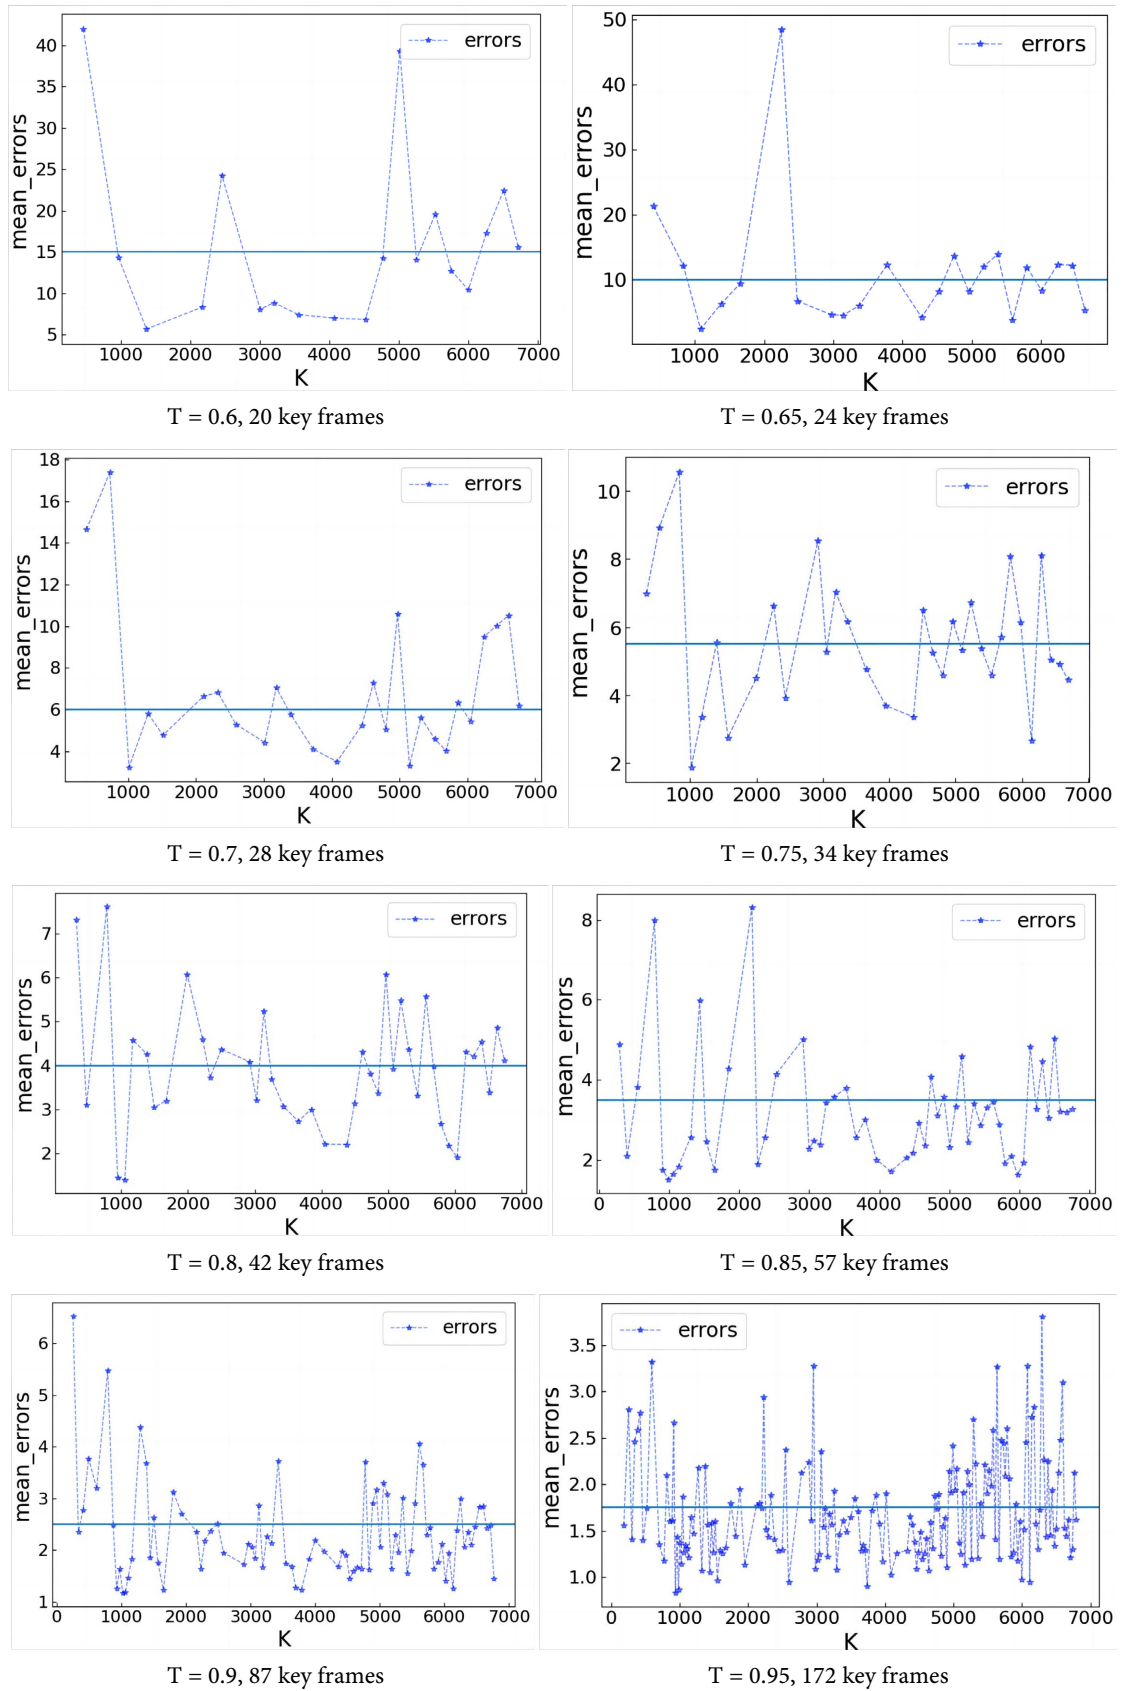 errors
mean_errors
40
35
30
25
20
15
10
5
1000 2000 3000 4000 5000 6000 7000
K
T = 0.6, 20 key frames
errors
mean_errors
50
40
30
20
10
1000 2000 3000 4000 5000 6000
K
T = 0.65, 24 key frames
errors
mean_errors
18
16
14
12
10
8
6
4
1000 2000 3000 4000 5000 6000 7000
K
T = 0.7, 28 key frames
errors
mean_errors
10
8
6
4
2
1000 2000 3000 4000 5000 6000 7000
K
T = 0.75, 34 key frames
errors
mean_errors
7
6
5
4
3
2
1000 2000 3000 4000 5000 6000 7000
K
T = 0.8, 42 key frames
errors
mean_errors
8
6
4
2
0 1000 2000 3000 4000 5000 6000 7000
K
T = 0.85, 57 key frames
errors
mean_errors
6
5
4
3
2
1
0 1000 2000 3000 4000 5000 6000 7000
K
T = 0.9, 87 key frames
errors
mean_errors
3.5
3.0
2.5
2.0
1.5
1.0
0 1000 2000 3000 4000 5000 6000 7000
K
T = 0.95, 172 key frames